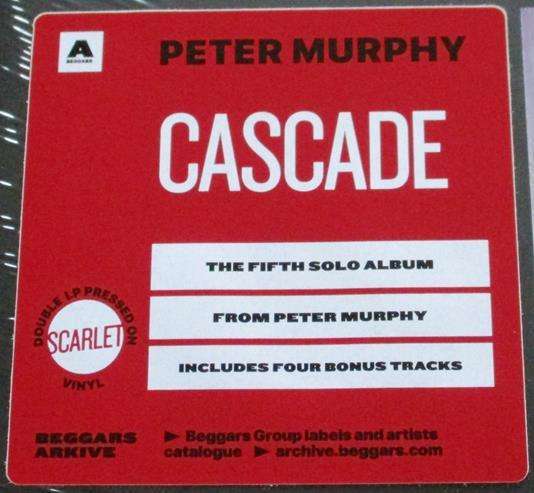 A
BEGGARS
PETER MURPHY
CASCADE
THE FIFTH SOLO ALBUM
FROM PETER MURPHY
INCLUDES FOUR BONUS TRACKS
DOUBLE LP PRESSED ON
SCARLET
VINYL
BEGGARS
ARKIVE
► Beggars Group labels and artists
catalogue ► archive.beggars.com